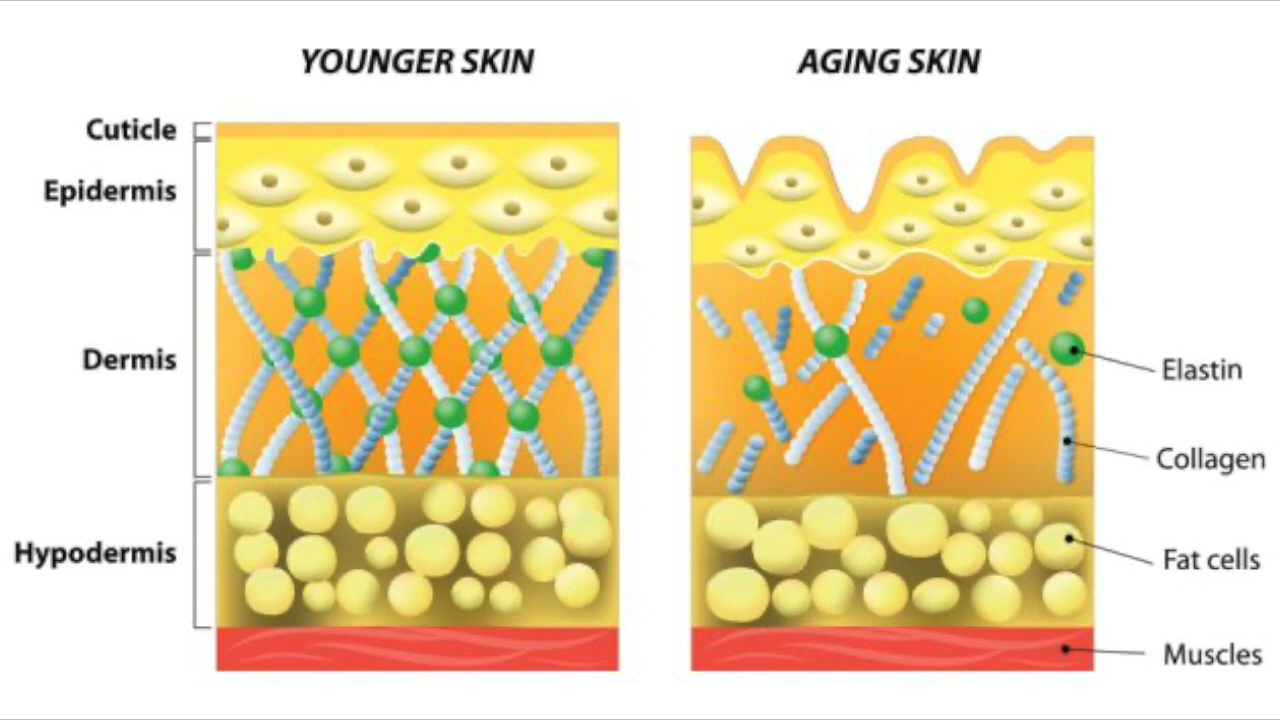 YOUNGER SKIN
AGING SKIN
Cuticle
Epidermis
Dermis
Hypodermis
Elastin
Collagen
Fat cells
Muscles